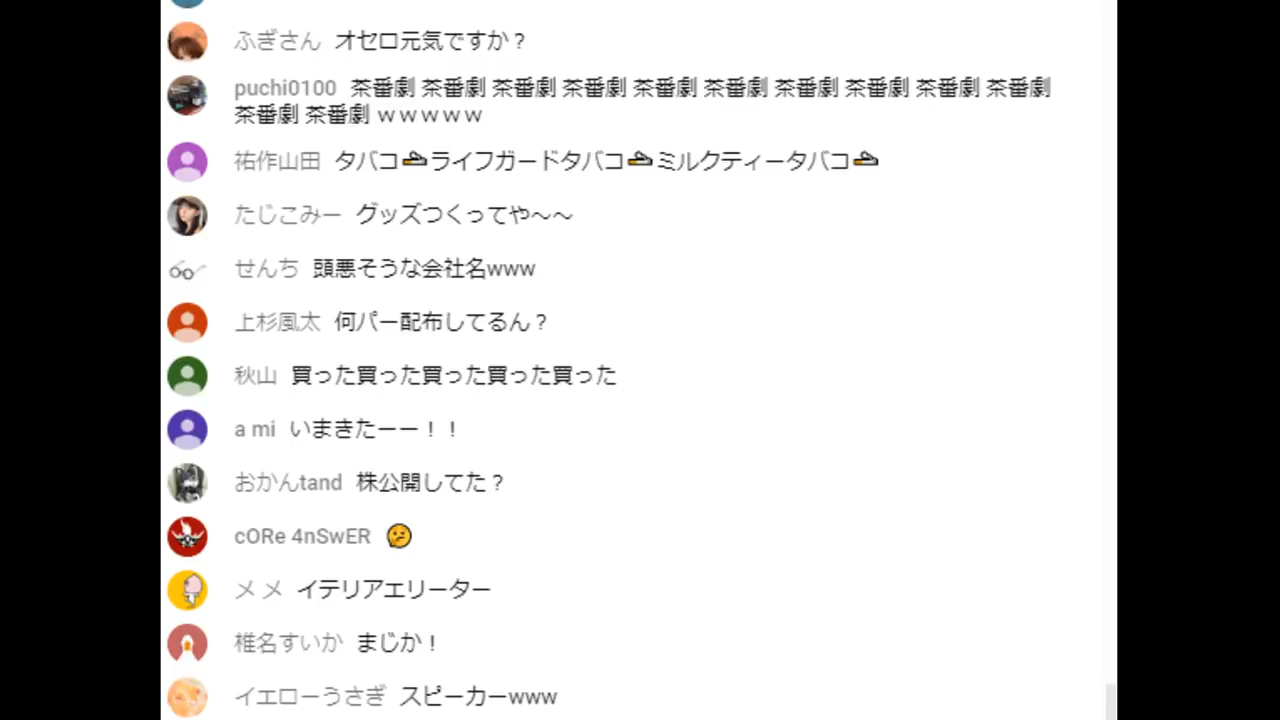 ふぎさん オセロ元気ですか？
puchi0100 茶番劇 茶番劇 茶番劇 茶番劇 茶番劇 茶番劇 茶番劇 茶番劇 茶番劇 茶番劇
茶番劇 茶番劇 ｗｗｗｗｗ
祐作山田 タバコ🚬ライフガードタバコ🚬ミルクティータバコ🚬
たじこみー グッズつくってや〜〜
せんち 頭悪そうな会社名www
上杉風太 何パー配布してるん？
秋山 買った買った買った買った買った
a mi いまきたーー！！
おかんtand 株公開してた？
cORe 4nSwER 🤔
メ メ イテリアエリーター
椎名すいか まじか！
イエローうさぎ スピーカーwww